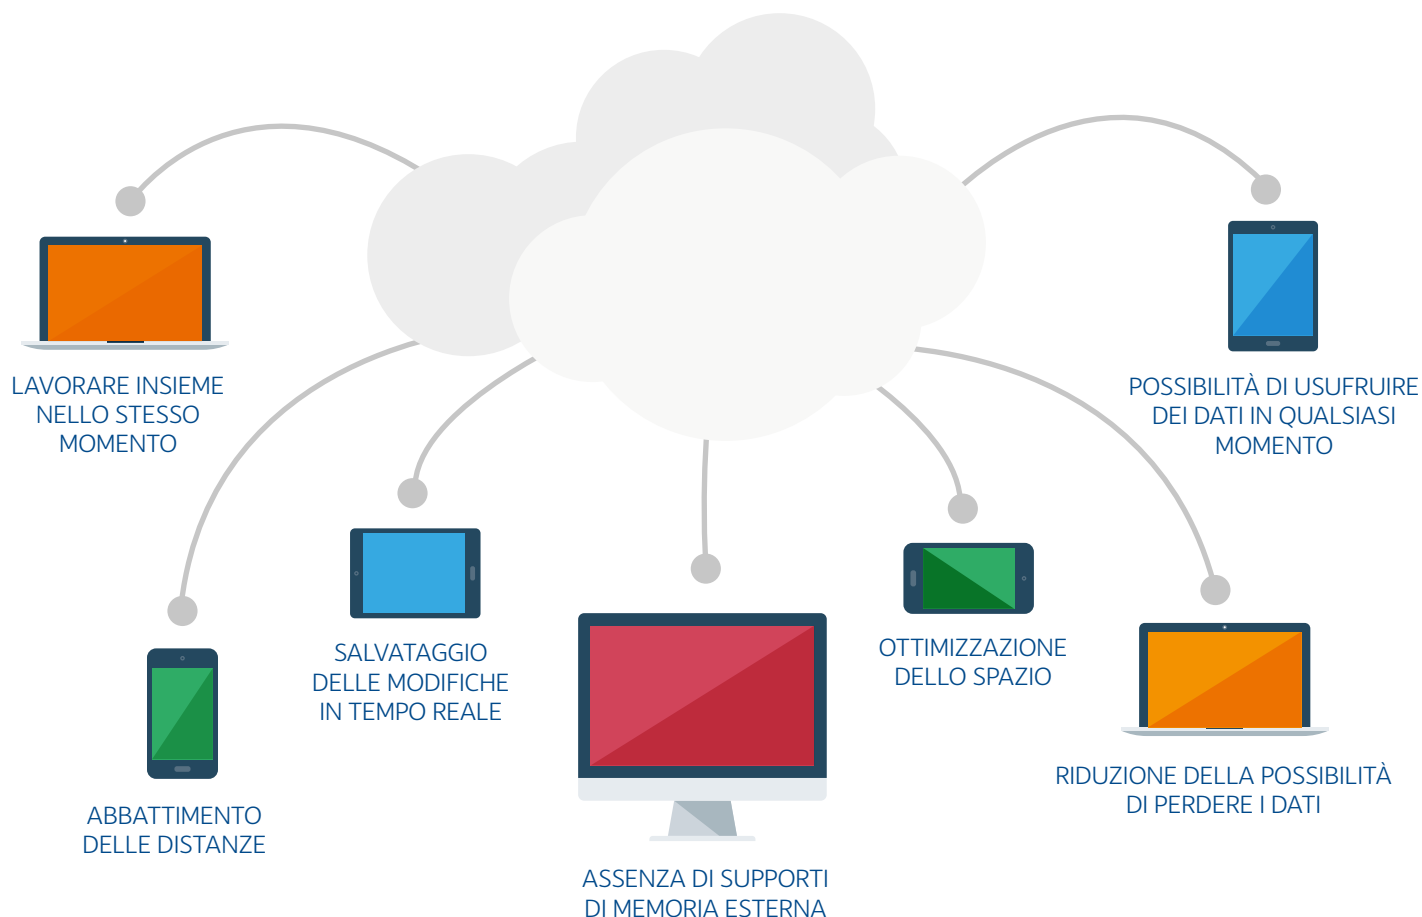 LAVORARE INSIEME
NELLO STESSO
MOMENTO
POSSIBILITÀ DI USUFRUIRE
DEI DATI IN QUALSIASI
MOMENTO
SALVATAGGIO
DELLE MODIFICHE
IN TEMPO REALE
OTTIMIZZAZIONE
DELLO SPAZIO
ABBATTIMENTO
DELLE DISTANZE
RIDUZIONE DELLA POSSIBILITÀ
DI PERDERE I DATI
ASSENZA DI SUPPORTI
DI MEMORIA ESTERNA